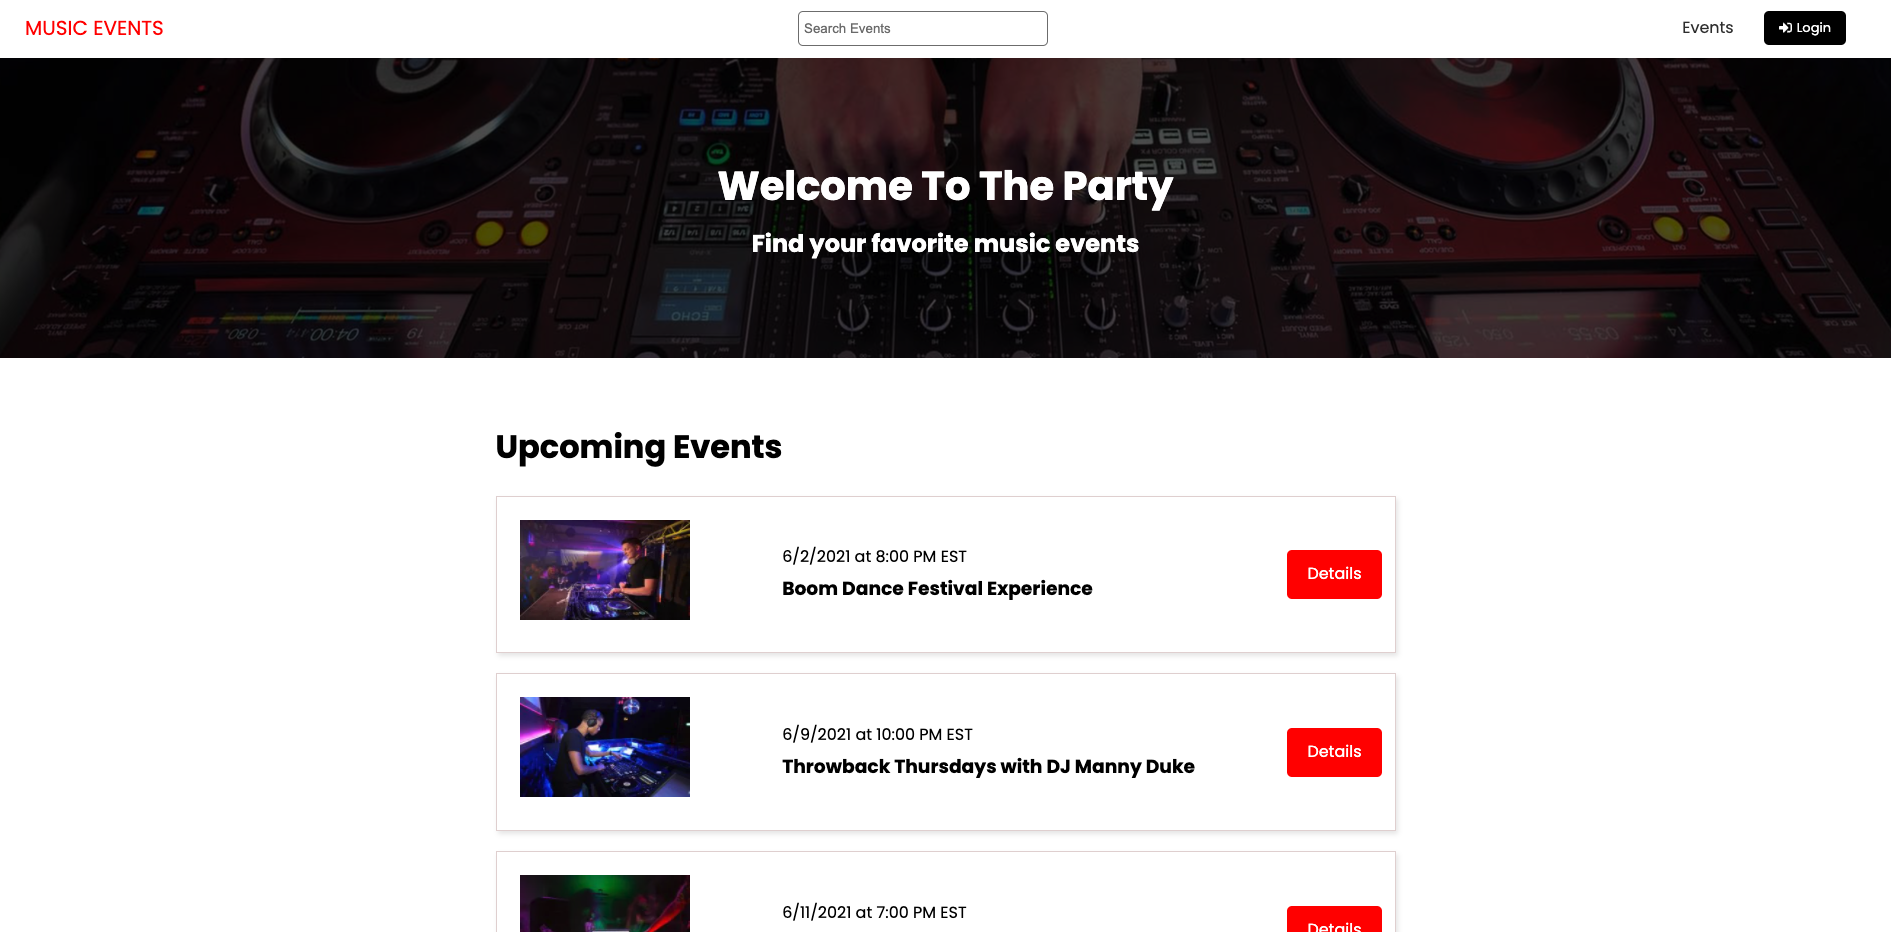 MUSIC EVENTS
Search Events
Events
Login
Welcome To The Party
Find your favorite music events
ECHO
Upcoming Events
6/2/2021 at 8:00 PM EST
Boom Dance Festival Experience
Details
6/9/2021 at 10:00 PM EST
Throwback Thursdays with DJ Manny Duke
Details
6/11/2021 at 7:00 PM EST
Details